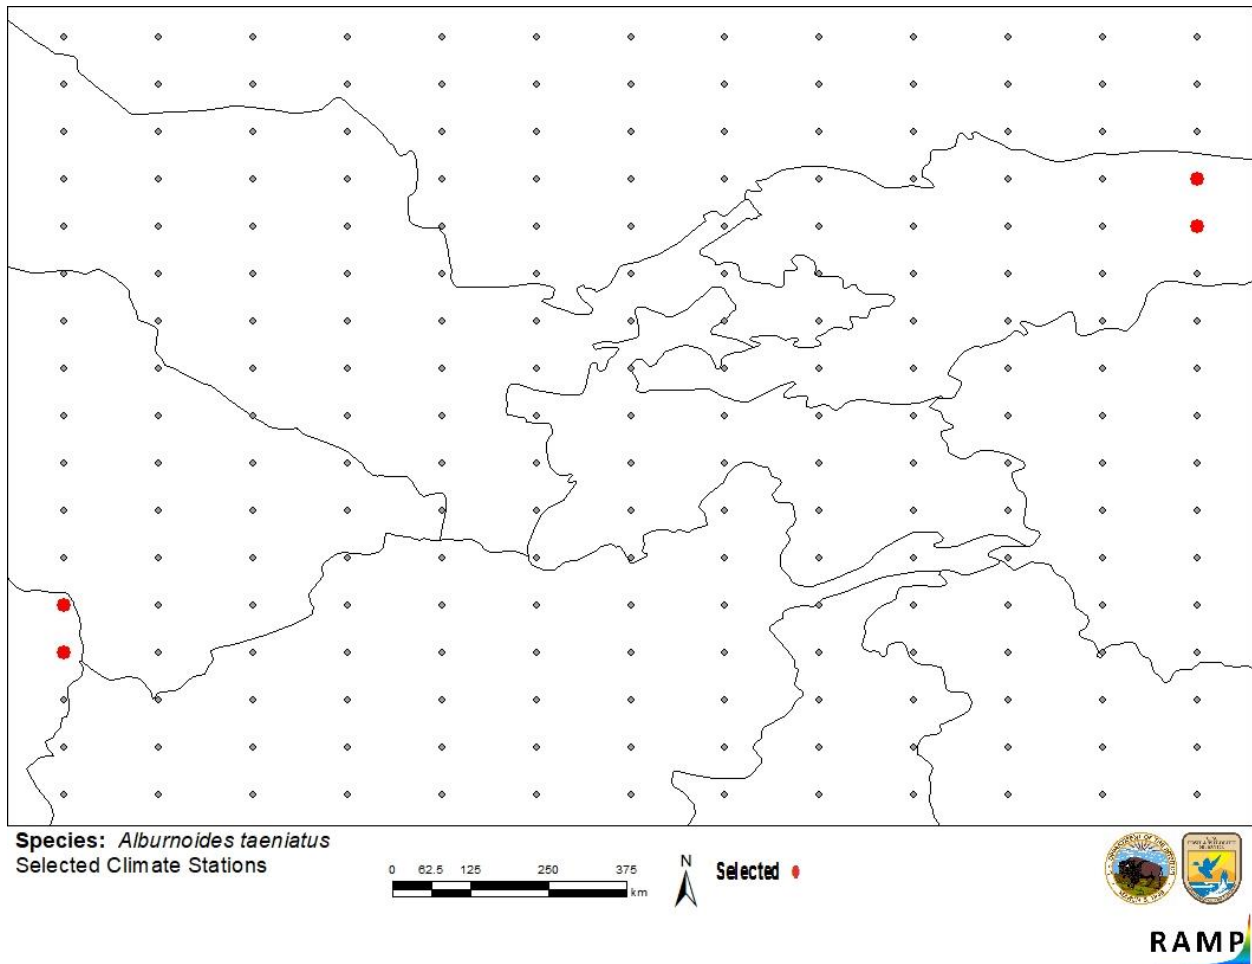 Species: Alburnoides taeniatus
Selected Climate Stations
0 62.5 125 250 375
km
N
Selected
RAMP